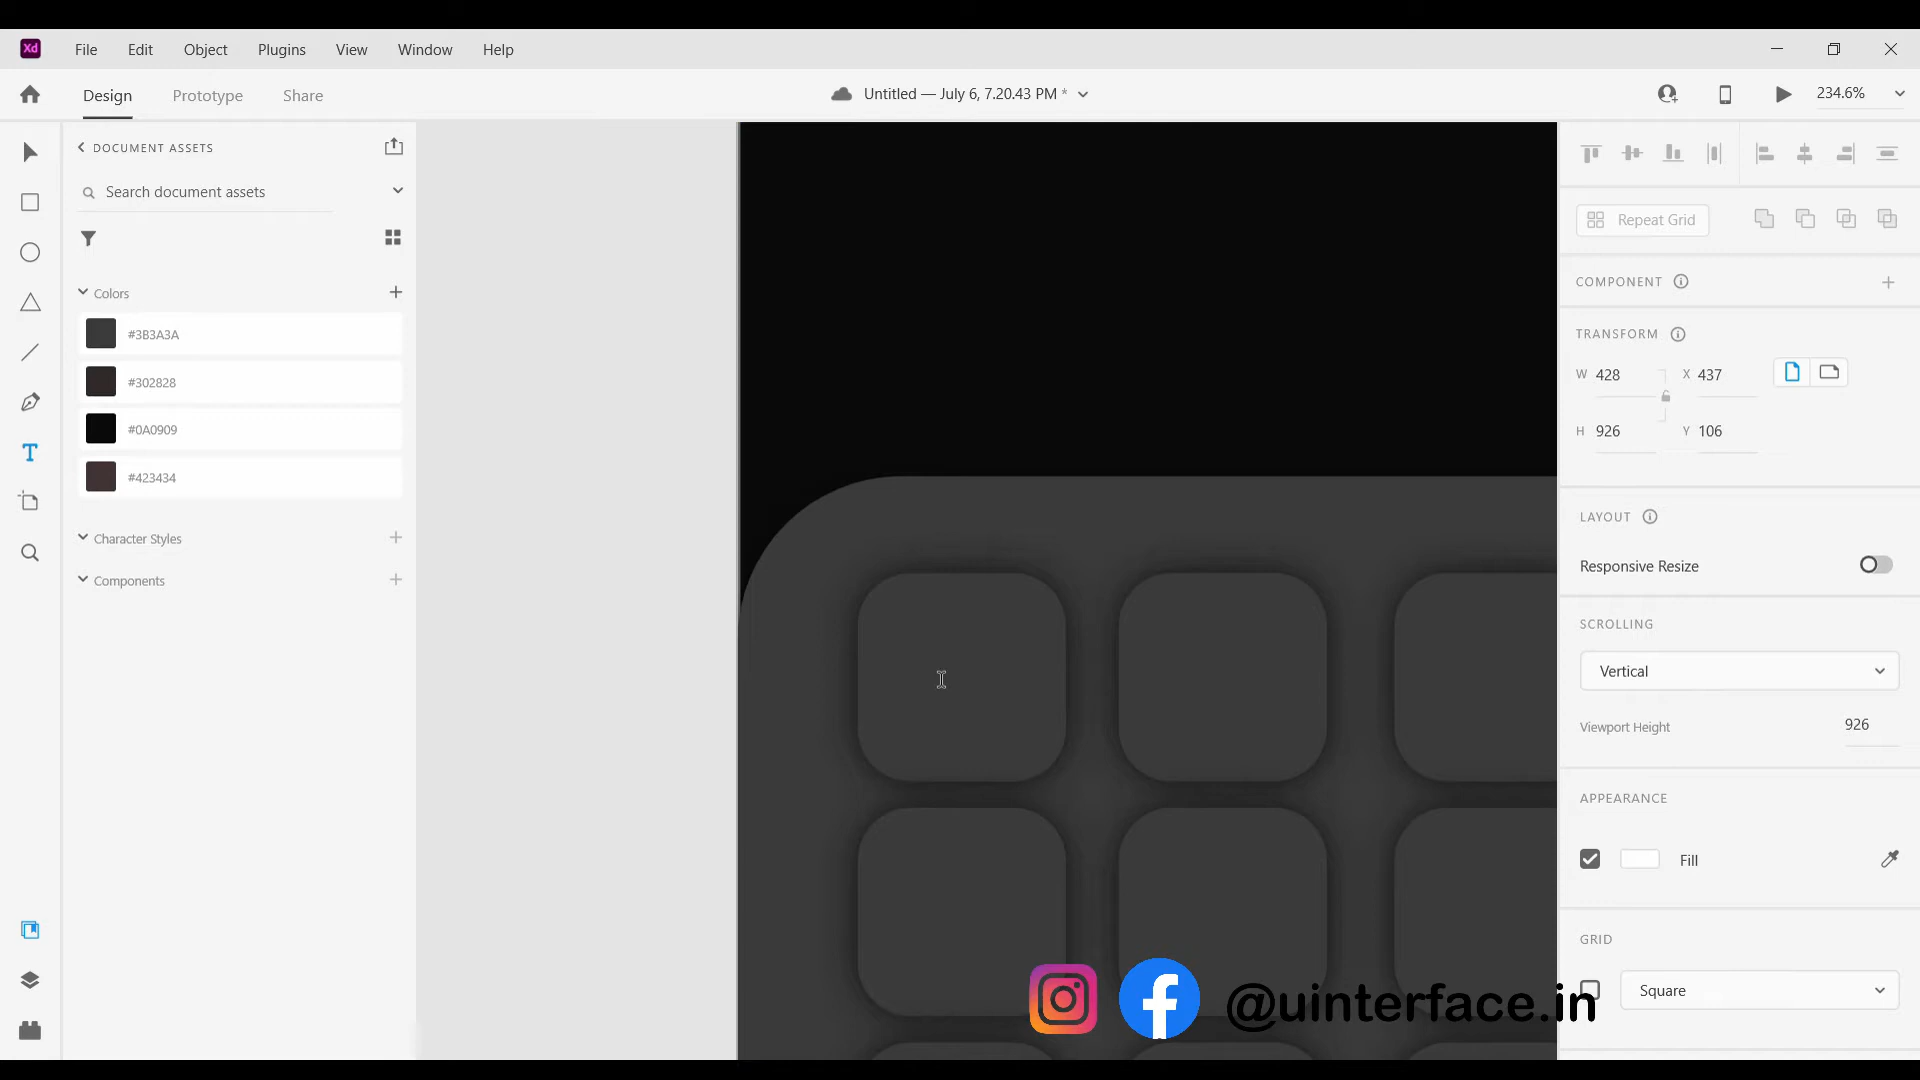 Xd File Edit Object Plugins View Window Help
Design Prototype Share Untitled — July 6, 7.20.43 PM * 234.6%
DOCUMENT ASSETS
Search document assets
Colors
#3B3A3A
#302828
#0A0909
#423434
Character Styles
Components
Repeat Grid
COMPONENT
TRANSFORM
W 428 X 437
H 926 Y 106
LAYOUT
Responsive Resize
SCROLLING
Vertical
Viewport Height 926
APPEARANCE
Fill
GRID
Square
@uinterface.in